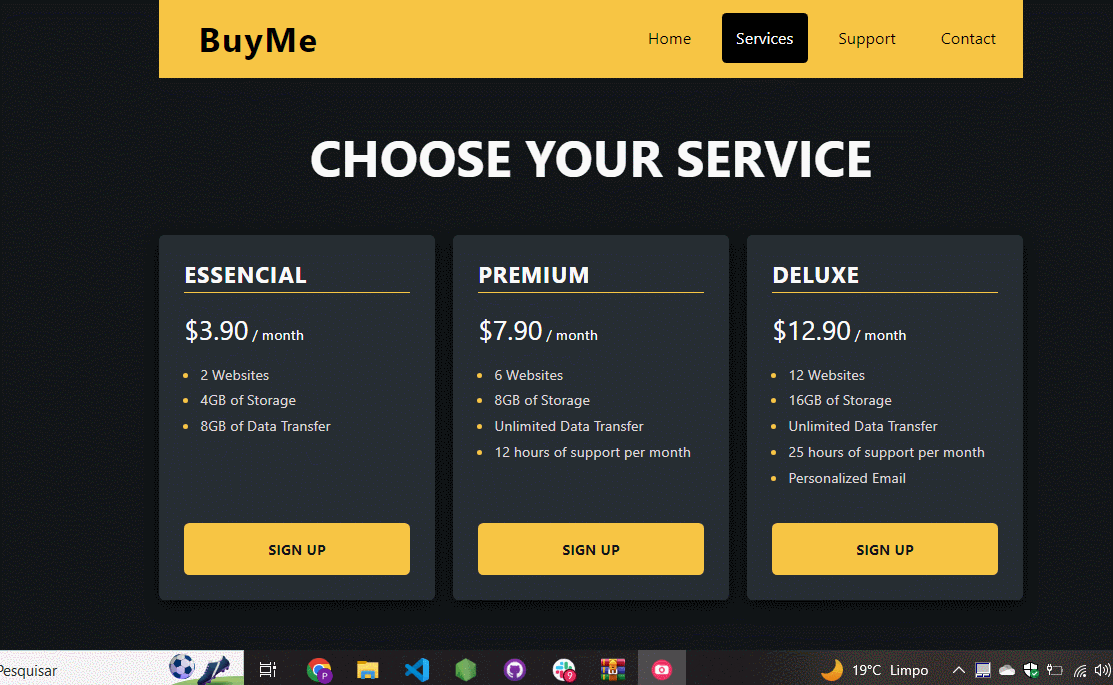 BuyMe
Home Services Support Contact
CHOOSE YOUR SERVICE
ESSENCIAL
$3.90 / month
2 Websites
4GB of Storage
8GB of Data Transfer
SIGN UP
PREMIUM
$7.90 / month
6 Websites
8GB of Storage
Unlimited Data Transfer
12 hours of support per month
SIGN UP
DELUXE
$12.90 / month
12 Websites
16GB of Storage
Unlimited Data Transfer
25 hours of support per month
Personalized Email
SIGN UP
Pesquisar
P
9
19°C Limpo